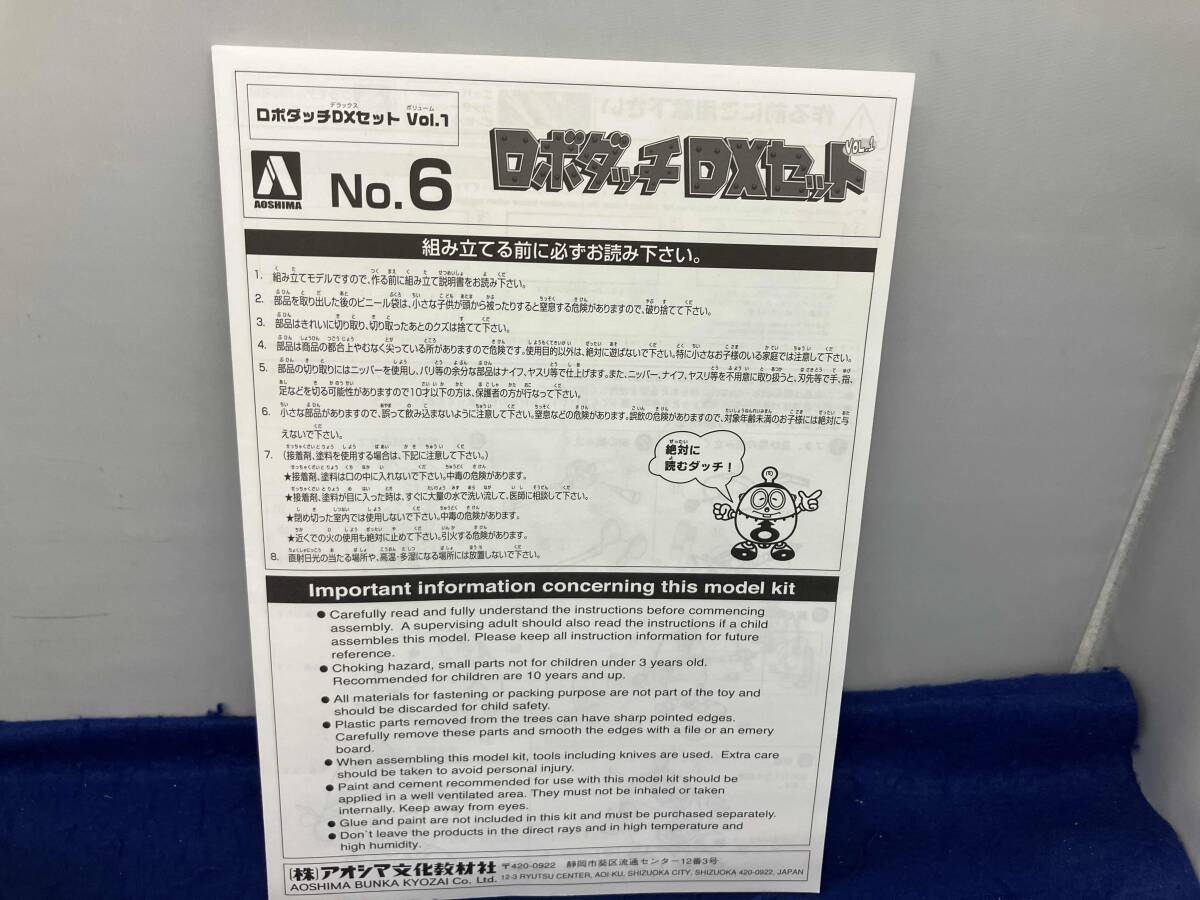 デラックス ボリューム
ロボダッチDXセット Vol.1
AOSHIMA
No.6
ロボダッチDXセット VOL.1
組み立てる前に必ずお読み下さい。
1. 組み立てモデルですので、作る前に組み立て説明書をお読み下さい。
2. 部品を取り出した後のビニール袋は、小さな子供が頭から被ったりすると窒息する危険がありますので、破り捨てて下さい。
3. 部品はきれいに切り取り、切り取ったあとのクズは捨てて下さい。
4. 部品は商品の都合上やむなく尖っている所がありますので危険です。使用目的以外は、絶対に遊ばないで下さい。特に小さなお子様のいる家庭では注意して下さい。
5. 部品の切り取りにはニッパーを使用し、バリ等の余分な部品はナイフ、ヤスリ等で仕上げます。また、ニッパー、ナイフ、ヤスリ等を不用意に取り扱うと、刃先等で手、指、
足などを切る可能性がありますので10才以下の方は、保護者の方が行なって下さい。
6. 小さな部品がありますので、誤って飲み込まないように注意して下さい。窒息などの危険があります。誤飲の危険がありますので、対象年齢未満のお子様には絶対に与
えないで下さい。
7. (接着剤、塗料を使用する場合は、下記に注意して下さい。)
★接着剤、塗料は口の中に入れないで下さい。中毒の危険があります。
★接着剤、塗料が目に入った時は、すぐに大量の水で洗い流して、医師に相談して下さい。
★閉め切った室内では使用しないで下さい。中毒の危険があります。
★近くでの火の使用も絶対に止めて下さい。引火する危険があります。
8. 直射日光の当たる場所や、高温・多湿になる場所には放置しないで下さい。
絶対に
読むダッチ!
Important information concerning this model kit
● Carefully read and fully understand the instructions before commencing
assembly. A supervising adult should also read the instructions if a child
assembles this model. Please keep all instruction information for future
reference.
● Choking hazard, small parts not for children under 3 years old.
Recommended for children are 10 years and up.
● All materials for fastening or packing purpose are not part of the toy and
should be discarded for child safety.
● Plastic parts removed from the trees can have sharp pointed edges.
Carefully remove these parts and smooth the edges with a file or an emery
board.
● When assembling this model kit, tools including knives are used. Extra care
should be taken to avoid personal injury.
● Paint and cement recommended for use with this model kit should be
applied in a well ventilated area. They must not be inhaled or taken
internally. Keep away from eyes.
● Glue and paint are not included in this kit and must be purchased separately.
● Don't leave the products in the direct rays and in high temperature and
high humidity.
(株)アオシマ文化教材社 〒420-0922 静岡市葵区流通センター12番3号
AOSHIMA BUNKA KYOZAI Co. Ltd. 12-3 RYUTSU CENTER, AOI-KU, SHIZUOKA CITY, SHIZUOKA 420-0922, JAPAN